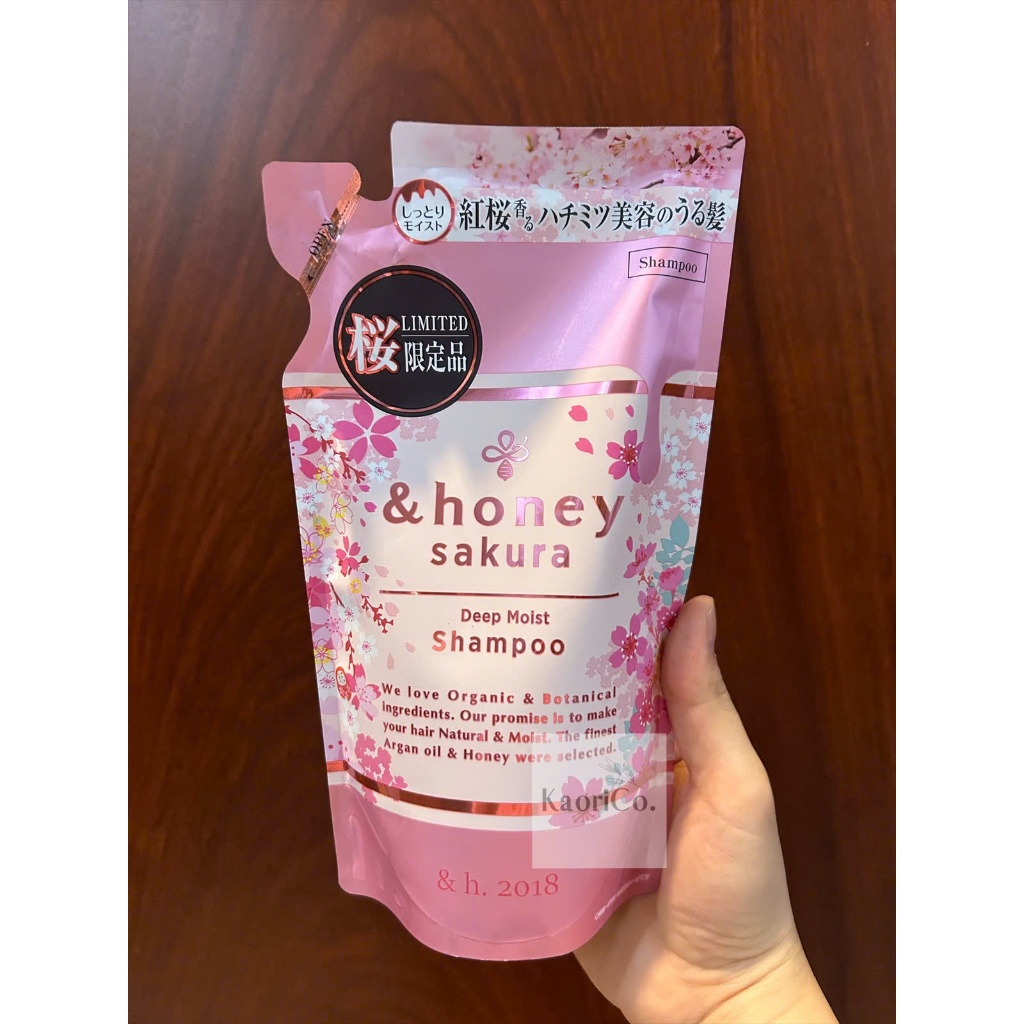 しっとり
モイスト
紅桜香るハチミツ美容のうる髪
Shampoo
OPEN
桜
LIMITED
限定品
&honey
sakura
Deep Moist
Shampoo
We love Organic & Botanical
ingredients. Our promise is to make
your hair Natural & Moist. The finest
Argan oil & Honey were selected.
KaoriCo.
& h. 2018